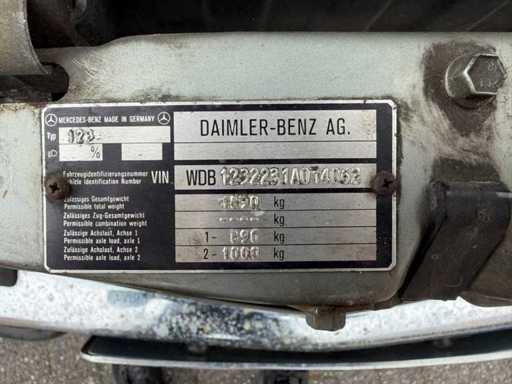 MERCEDES-BENZ MADE IN GERMANY
Typ 123
%
DAIMLER-BENZ AG.
Fahrzeugidentifizierungsnummer
Vehicle Identification Number
VIN
WDB
Zulässiges Gesamtgewicht
Permissible total weight
kg
Zulässiges Zug-Gesamtgewicht
Permissible comb. weight
kg
Zulässige Achslast, Achse 1
Permissible axle load, axle 1
1- kg
Zulässige Achslast, Achse 2
Permissible axle load, axle 2
2- kg